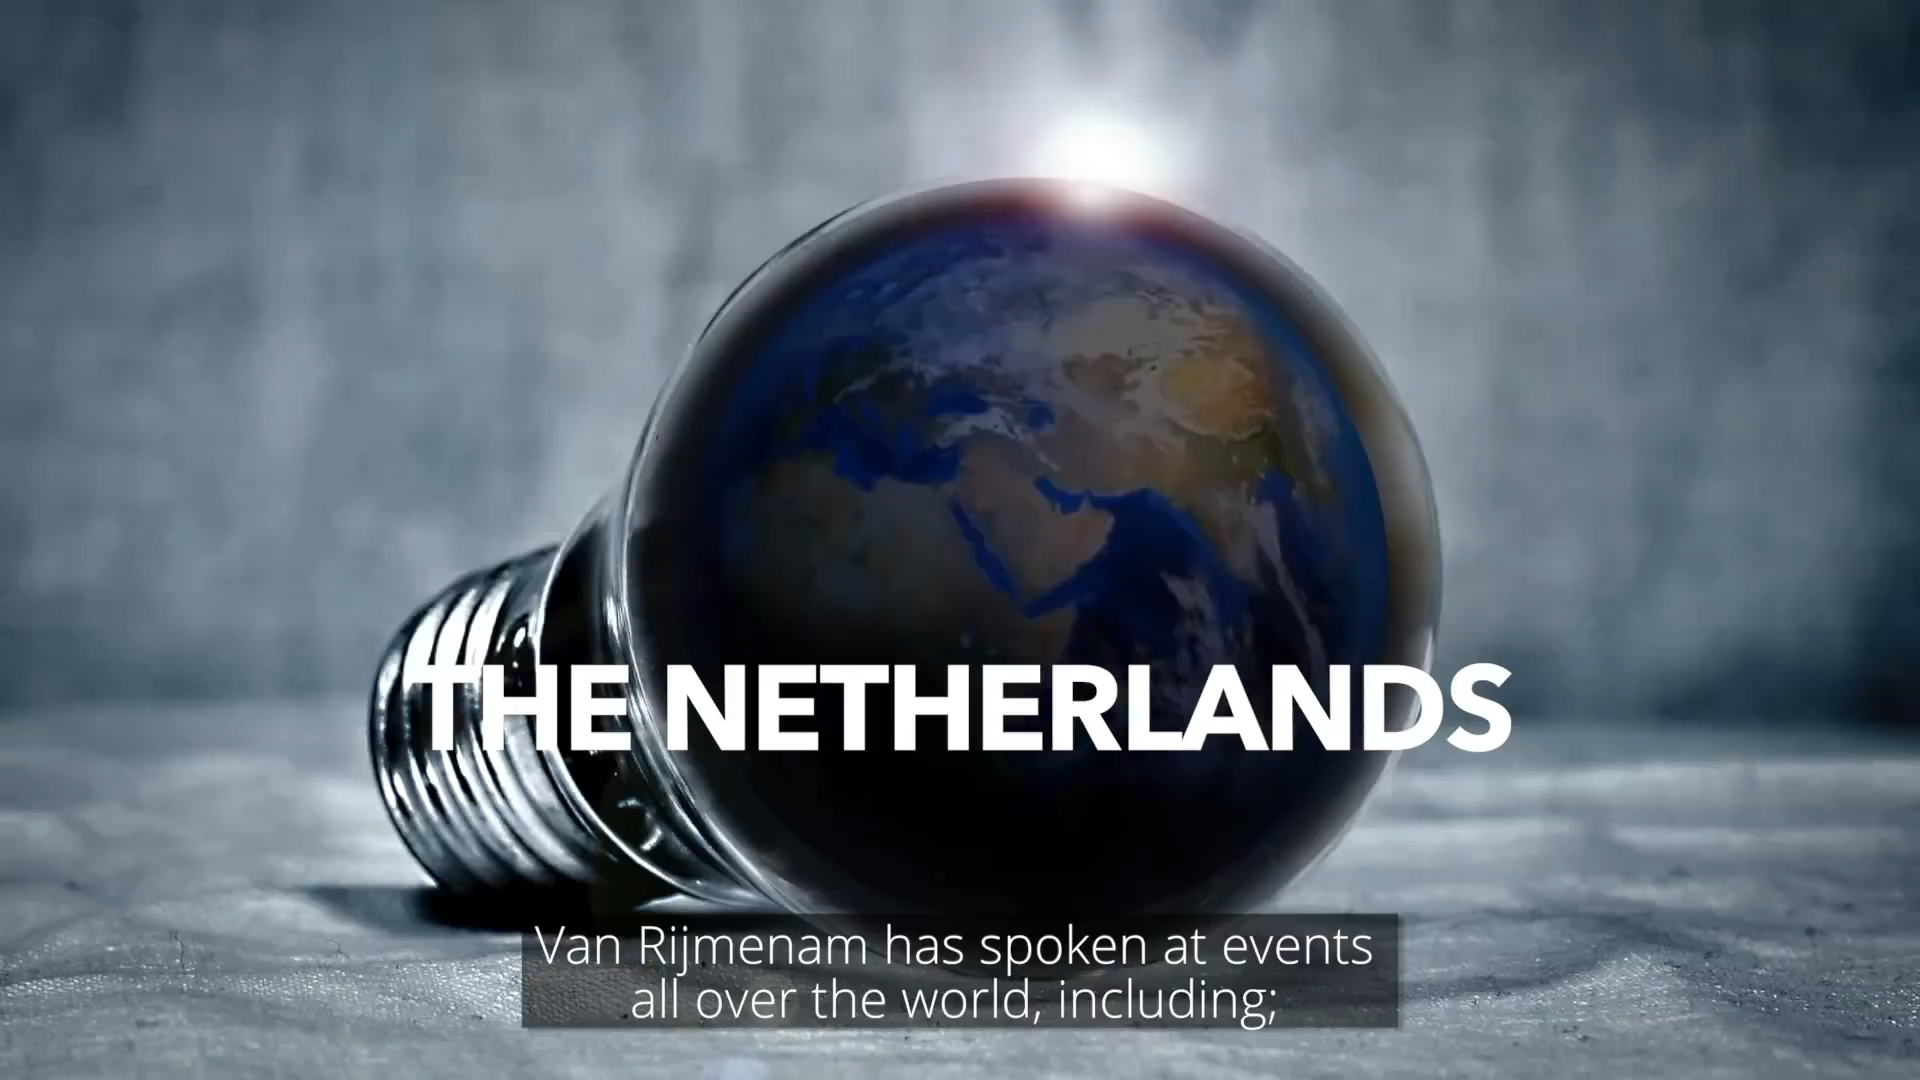 THE NETHERLANDS
Van Rijmenam has spoken at events
all over the world, including;